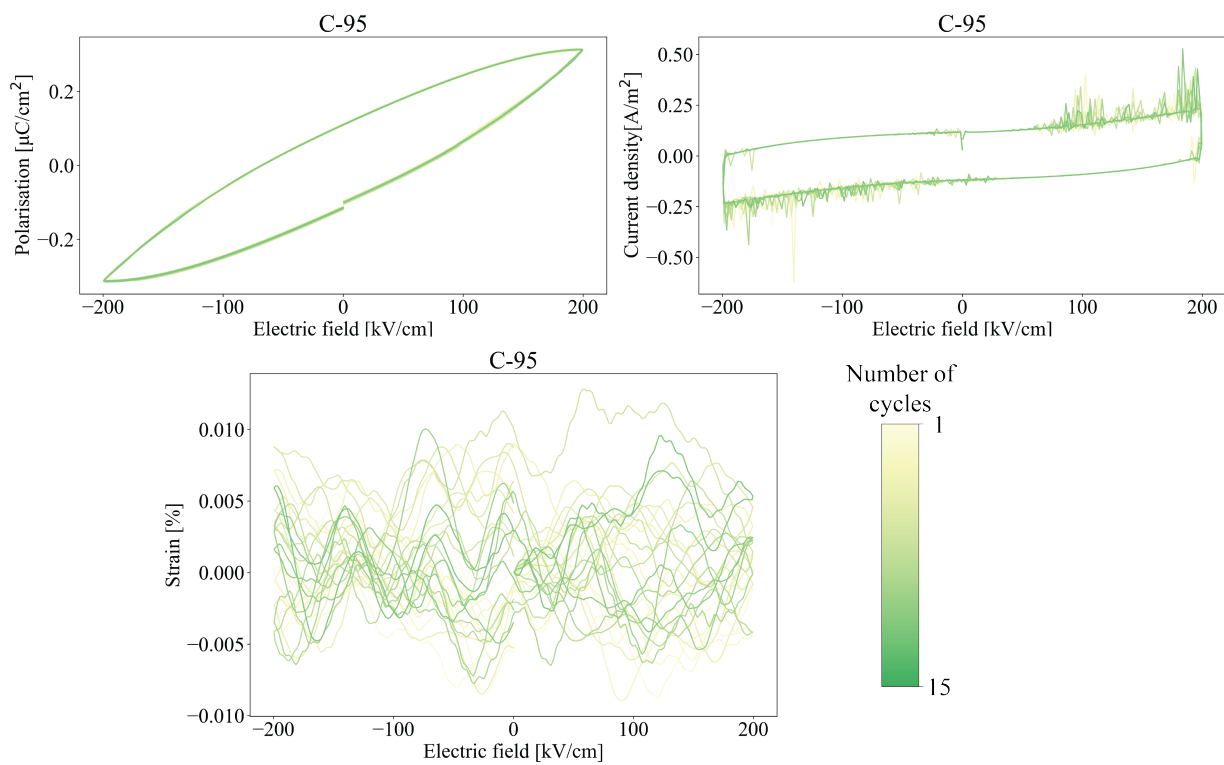 C-95
Polarisation [µC/cm²]
0.2
0.0
−0.2
−200
−100
0
100
200
Electric field [kV/cm]
C-95
Current density[A/m²]
0.50
0.25
0.00
−0.25
−0.50
−200
−100
0
100
200
Electric field [kV/cm]
C-95
Strain [%]
0.010
0.005
0.000
−0.005
−0.010
−200
−100
0
100
200
Electric field [kV/cm]
Number of
cycles
1
15